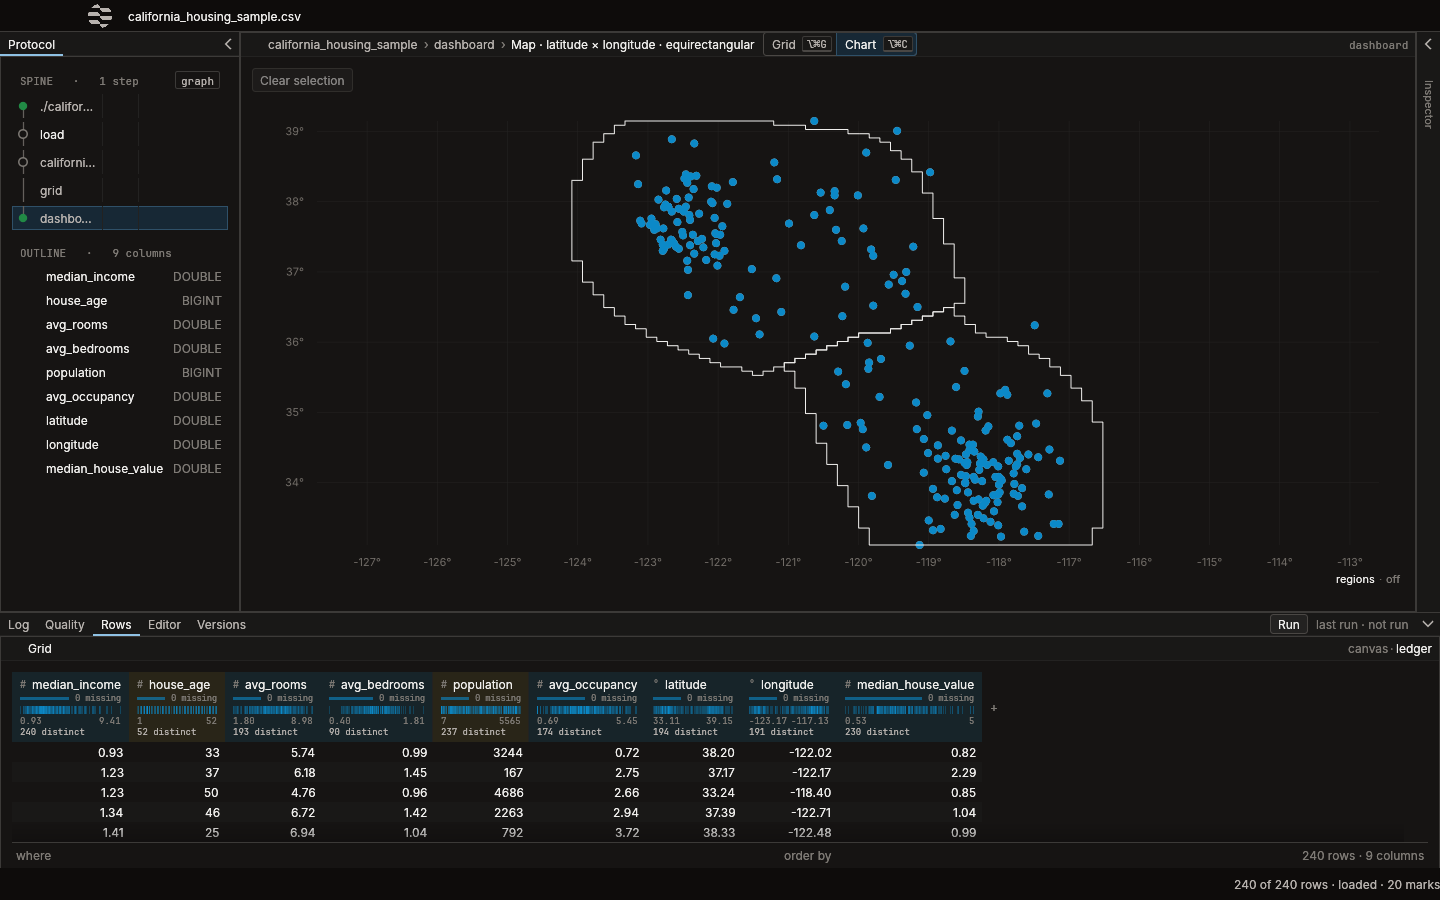 california_housing_sample.csv
Protocol
california_housing_sample › dashboard › Map · latitude × longitude · equirectangular
Grid ⌥⌘G
Chart ⌥⌘C
dashboard
SPINE · 1 step
graph
./califor...
load
californi...
grid
dashbo...
OUTLINE · 9 columns
median_income DOUBLE
house_age BIGINT
avg_rooms DOUBLE
avg_bedrooms DOUBLE
population BIGINT
avg_occupancy DOUBLE
latitude DOUBLE
longitude DOUBLE
median_house_value DOUBLE
Clear selection
39°
38°
37°
36°
35°
34°
-127° -126° -125° -124° -123° -122° -121° -120° -119° -118° -117° -116° -115° -114° -113°
regions · off
Inspector
Log Quality Rows Editor Versions
Run last run · not run
Grid
canvas · ledger
# median_income # house_age # avg_rooms # avg_bedrooms # population # avg_occupancy ° latitude ° longitude # median_house_value
0 missing 0 missing 0 missing 0 missing 0 missing 0 missing 0 missing 0 missing 0 missing
0.93 9.41 1 52 1.80 8.98 0.40 1.81 7 5565 0.69 5.45 33.11 39.15 -123.17 -117.13 0.53 5
240 distinct 52 distinct 193 distinct 90 distinct 237 distinct 174 distinct 194 distinct 191 distinct 230 distinct
+
0.93 33 5.74 0.99 3244 0.72 38.20 -122.02 0.82
1.23 37 6.18 1.45 167 2.75 37.17 -122.17 2.29
1.23 50 4.76 0.96 4686 2.66 33.24 -118.40 0.85
1.34 46 6.72 1.42 2263 2.94 37.39 -122.71 1.04
1.41 25 6.94 1.04 792 3.72 38.33 -122.48 0.99
where order by 240 rows · 9 columns
240 of 240 rows · loaded · 20 marks